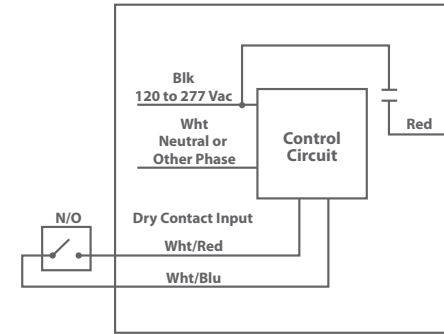 Blk
120 to 277 Vac
Wht
Neutral or
Other Phase
Control
Circuit
Red
N/O
Dry Contact Input
Wht/Red
Wht/Blu